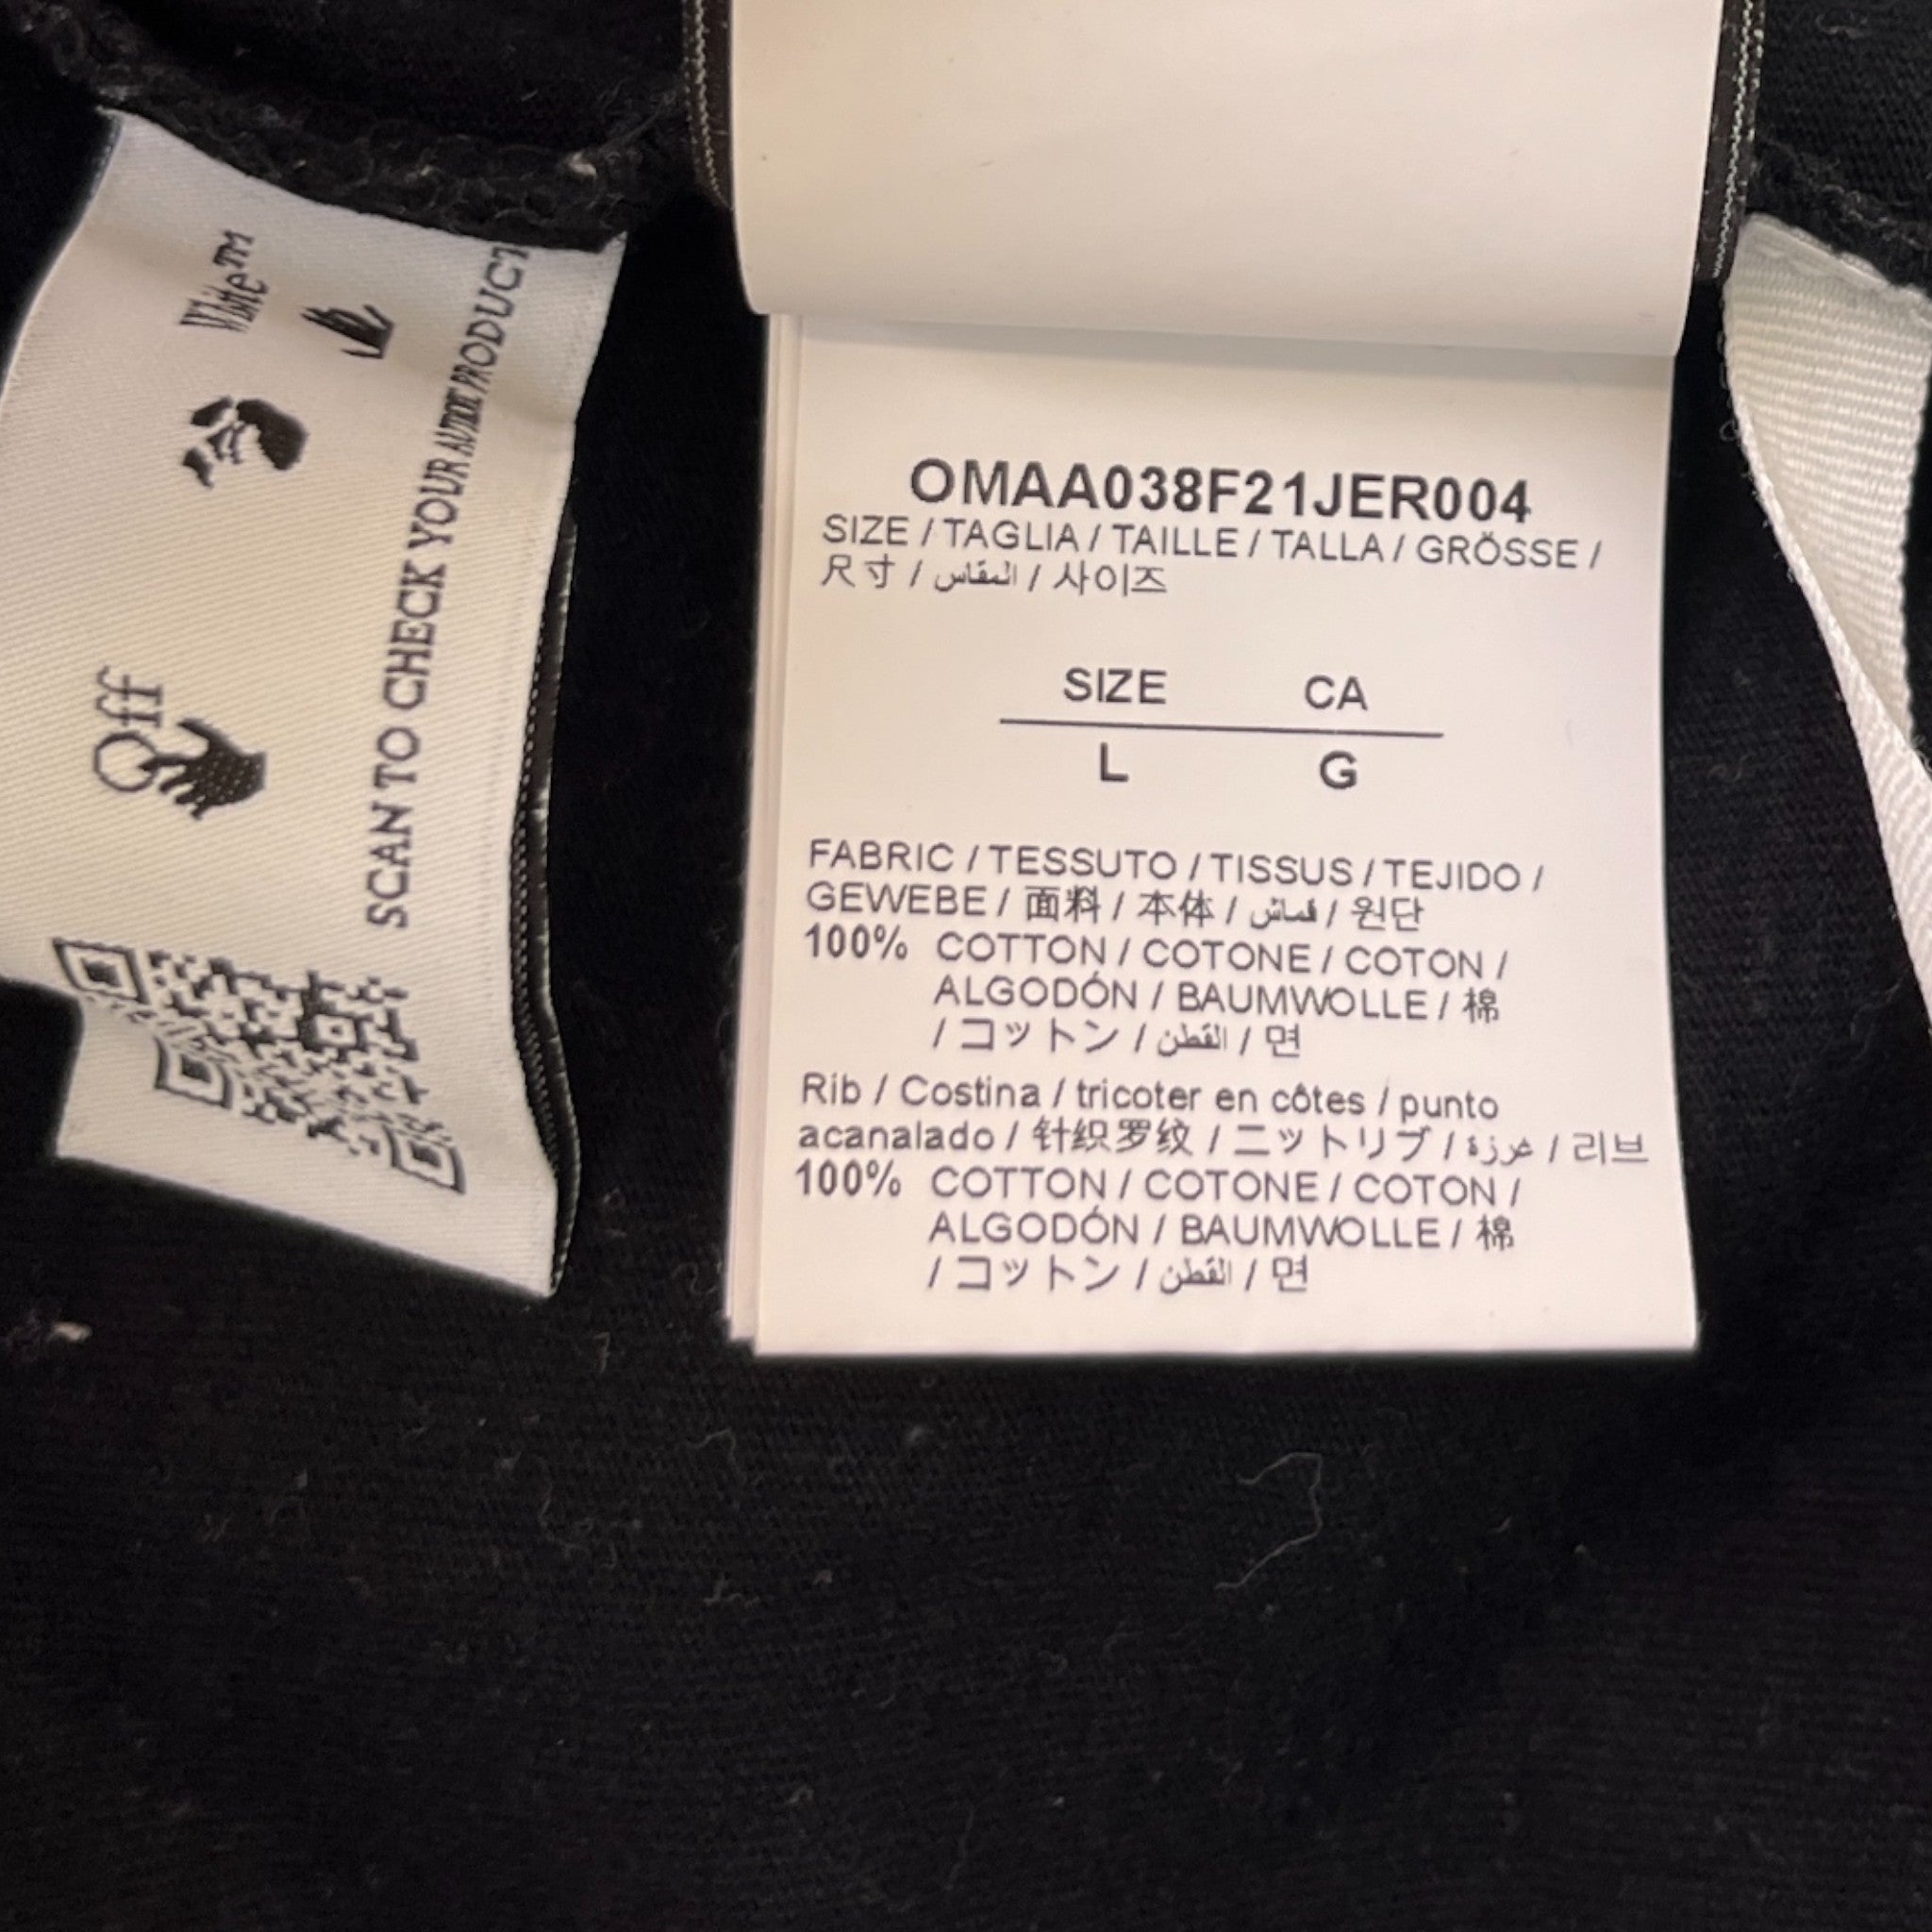 Off White™
SCAN TO CHECK YOUR AUTHENTIC PRODUCT
OMAA038F21JER004
SIZE / TAGLIA / TAILLE / TALLA / GRÖSSE /
尺寸 / المقاس / 사이즈
SIZE CA
L G
FABRIC / TESSUTO / TISSUS / TEJIDO /
GEWEBE / 面料 / 本体 / قماش / 원단
100% COTTON / COTONE / COTON /
ALGODÓN / BAUMWOLLE / 棉
/ コットン / القطن / 면
Rib / Costina / tricoter en côtes / punto
acanalado / 针织罗纹 / ニットリブ / غرزة / 리브
100% COTTON / COTONE / COTON /
ALGODÓN / BAUMWOLLE / 棉
/ コットン / القطن / 면